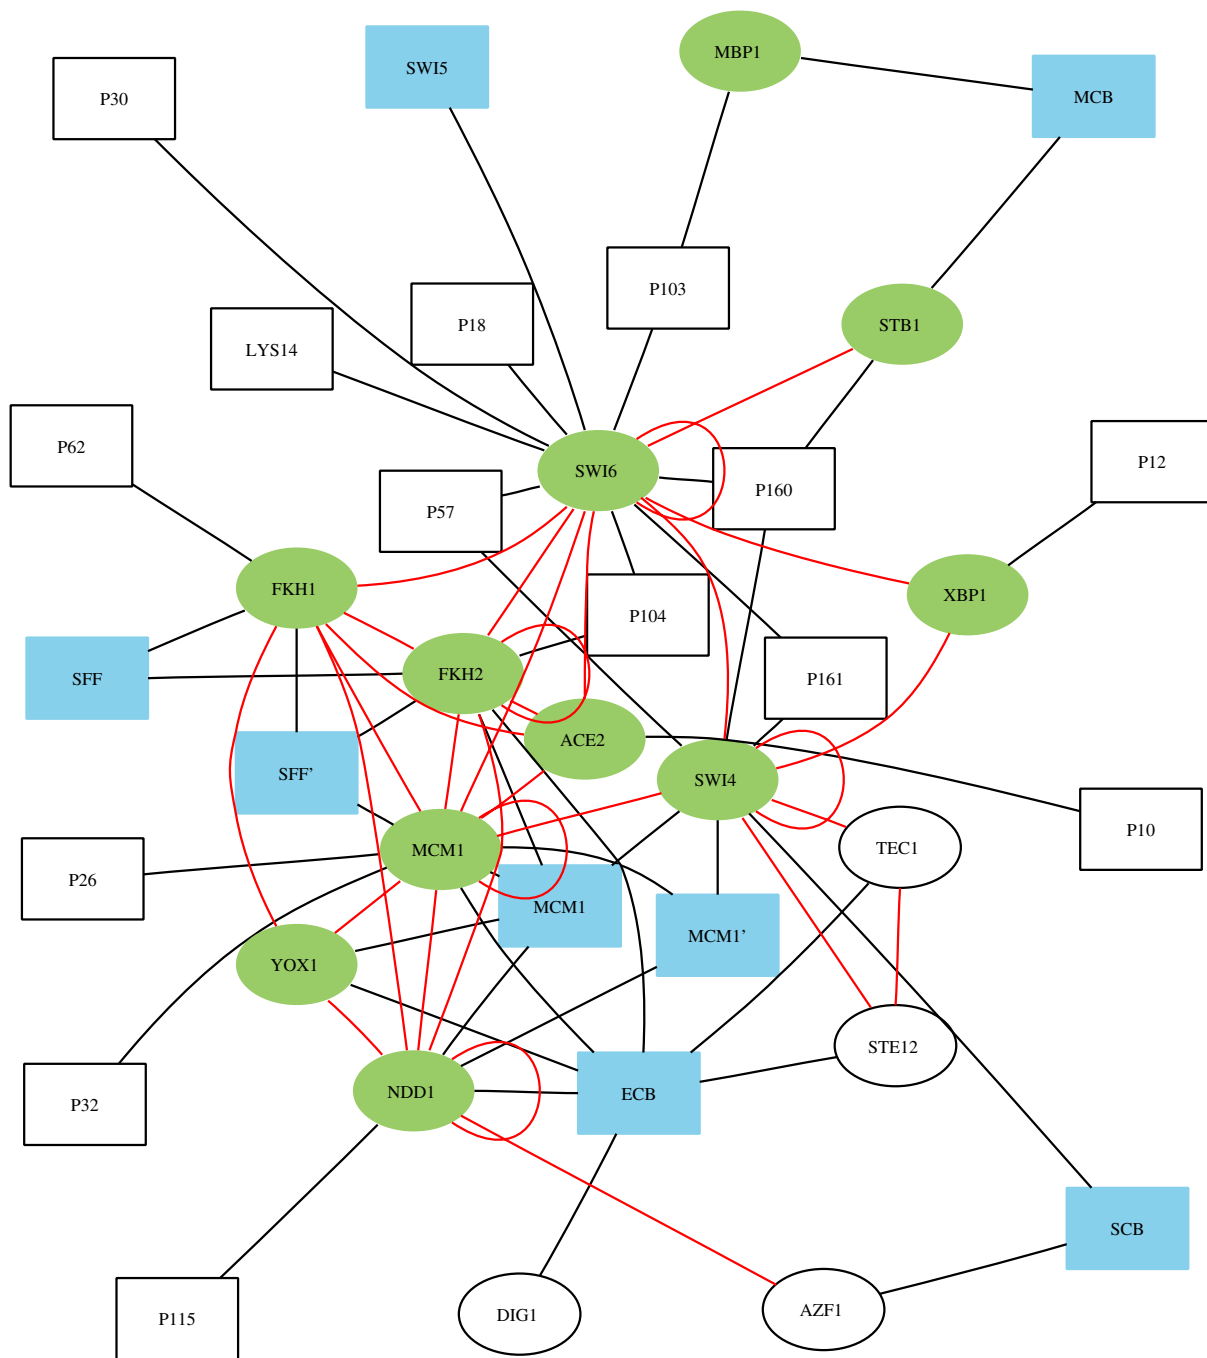 MBP1
SWI5
MCB
P30
P103
P18
STB1
LYS14
P62
P12
SWI6
P160
P57
FKH1
XBP1
P104
FKH2
SFF
P161
ACE2
SFF'
SWI4
P10
MCM1
TEC1
P26
MCM1
MCM1'
YOX1
STE12
NDD1
ECB
P32
SCB
AZF1
DIG1
P115